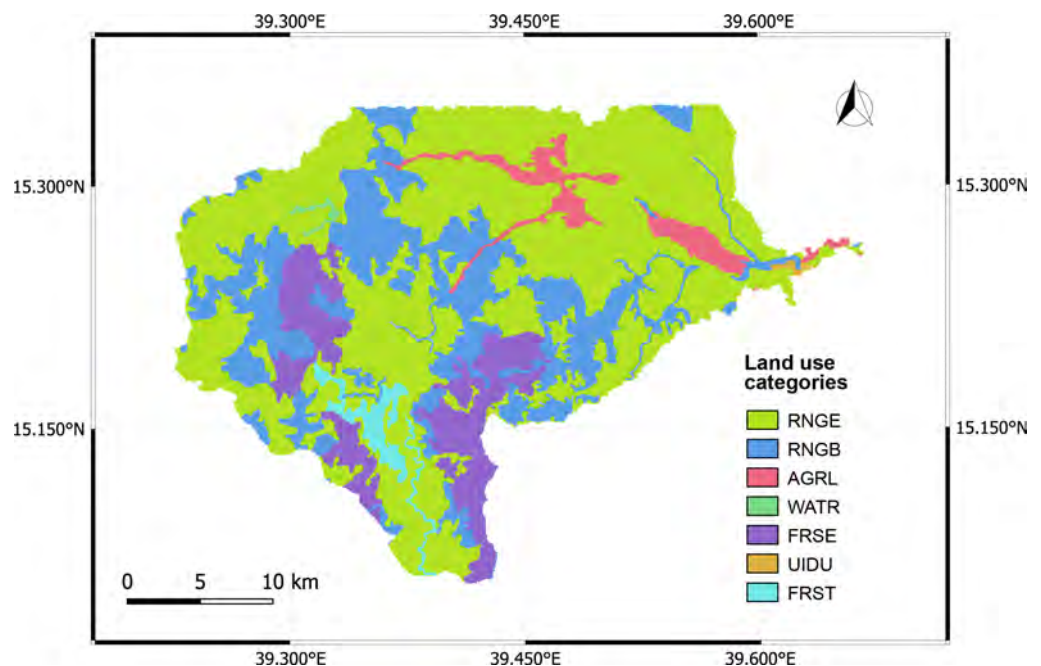 39.300°E 39.450°E 39.600°E
15.300°N 15.300°N
15.150°N 15.150°N
Land use
categories
RNGE
RNGB
AGRL
WATR
FRSE
UIDU
FRST
0 5 10 km
39.300°E 39.450°E 39.600°E